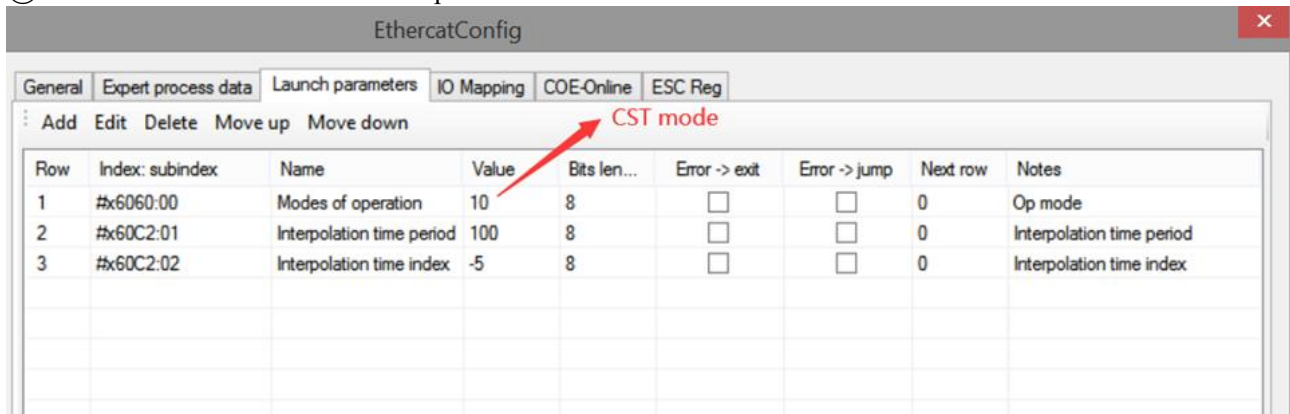 EthercatConfig
General Expert process data Launch parameters IO Mapping COE-Online ESC Reg
Add Edit Delete Move up Move down
CST mode
Row Index: subindex Name Value Bits len... Error -> exit Error -> jump Next row Notes
1 #x6060:00 Modes of operation 10 8 0 Op mode
2 #x60C2:01 Interpolation time period 100 8 0 Interpolation time period
3 #x60C2:02 Interpolation time index -5 8 0 Interpolation time index